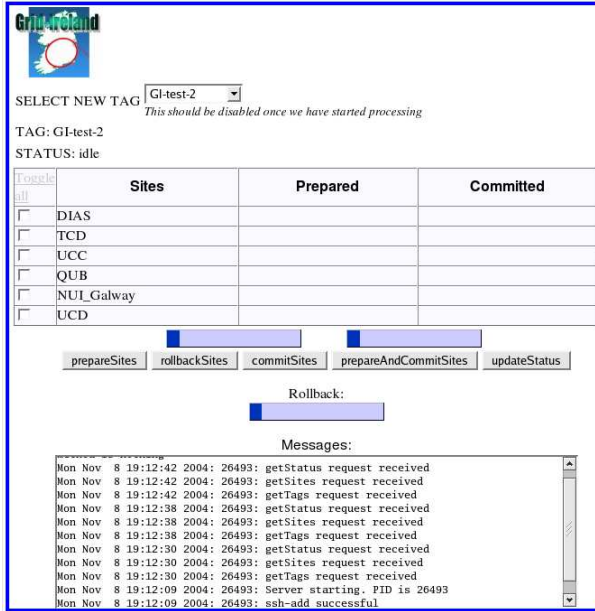 Grid-Ireland
SELECT NEW TAG GI-test-2
This should be disabled once we have started processing
TAG: GI-test-2
STATUS: idle
Toggle all Sites Prepared Committed
DIAS
TCD
UCC
QUB
NUI_Galway
UCD
prepareSites rollbackSites commitSites prepareAndCommitSites updateStatus
Rollback:
Messages:
Mon Nov  8 19:12:42 2004: 26493: getStatus request received
Mon Nov  8 19:12:42 2004: 26493: getSites request received
Mon Nov  8 19:12:42 2004: 26493: getTags request received
Mon Nov  8 19:12:38 2004: 26493: getStatus request received
Mon Nov  8 19:12:38 2004: 26493: getSites request received
Mon Nov  8 19:12:38 2004: 26493: getTags request received
Mon Nov  8 19:12:30 2004: 26493: getStatus request received
Mon Nov  8 19:12:30 2004: 26493: getSites request received
Mon Nov  8 19:12:30 2004: 26493: getTags request received
Mon Nov  8 19:12:09 2004: 26493: Server starting. PID is 26493
Mon Nov  8 19:12:09 2004: 26493: ssh-add successful